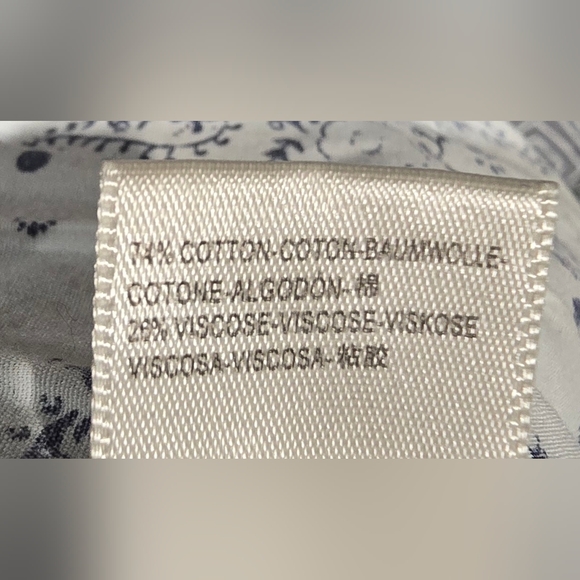 74% COTTON-COTON-BAUMWOLLE-
COTONE-ALGODON-棉
26% VISCOSE-VISCOSE-VISKOSE
VISCOSA-VISCOSA-粘胶